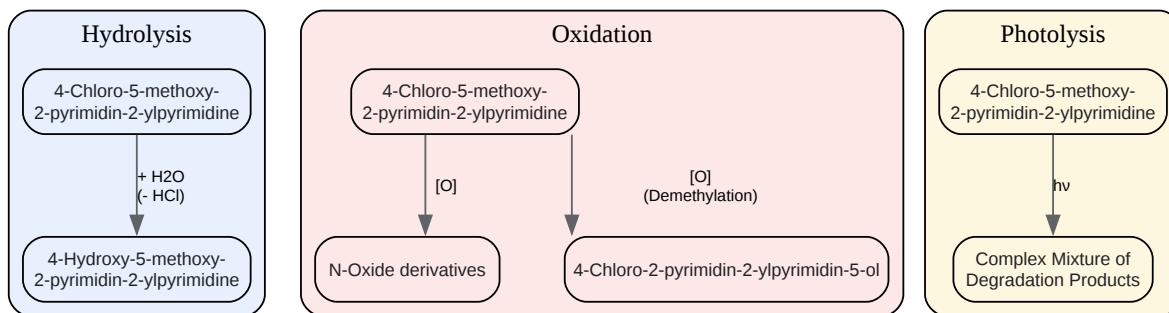 Hydrolysis
4-Chloro-5-methoxy-
2-pyrimidin-2-ylpyrimidine
+ H2O
(- HCl)
4-Hydroxy-5-methoxy-
2-pyrimidin-2-ylpyrimidine
Oxidation
4-Chloro-5-methoxy-
2-pyrimidin-2-ylpyrimidine
[O]
[O]
(Demethylation)
N-Oxide derivatives
4-Chloro-2-pyrimidin-2-ylpyrimidin-5-ol
Photolysis
4-Chloro-5-methoxy-
2-pyrimidin-2-ylpyrimidine
hν
Complex Mixture of
Degradation Products